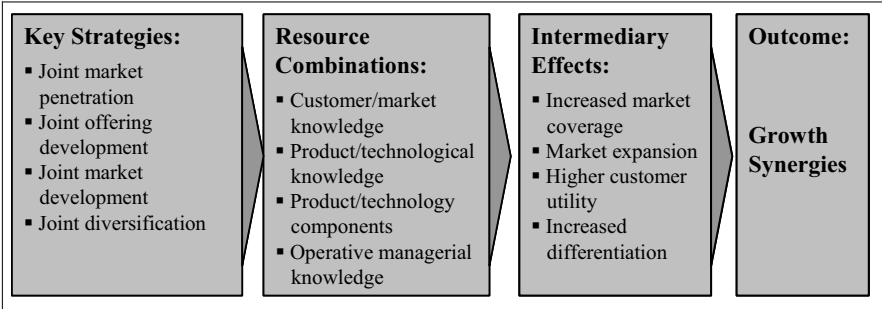 Key Strategies:
▪ Joint market
penetration
▪ Joint offering
development
▪ Joint market
development
▪ Joint diversification
Resource
Combinations:
▪ Customer/market
knowledge
▪ Product/technological
knowledge
▪ Product/technology
components
▪ Operative managerial
knowledge
Intermediary
Effects:
▪ Increased market
coverage
▪ Market expansion
▪ Higher customer
utility
▪ Increased
differentiation
Outcome:
Growth
Synergies